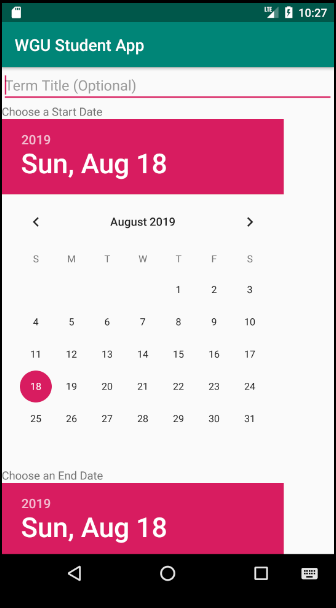 LTE 10:27
WGU Student App
Term Title (Optional)
Choose a Start Date
2019
Sun, Aug 18
August 2019
S M T W T F S
1 2 3
4 5 6 7 8 9 10
11 12 13 14 15 16 17
18 19 20 21 22 23 24
25 26 27 28 29 30 31
Choose an End Date
2019
Sun, Aug 18